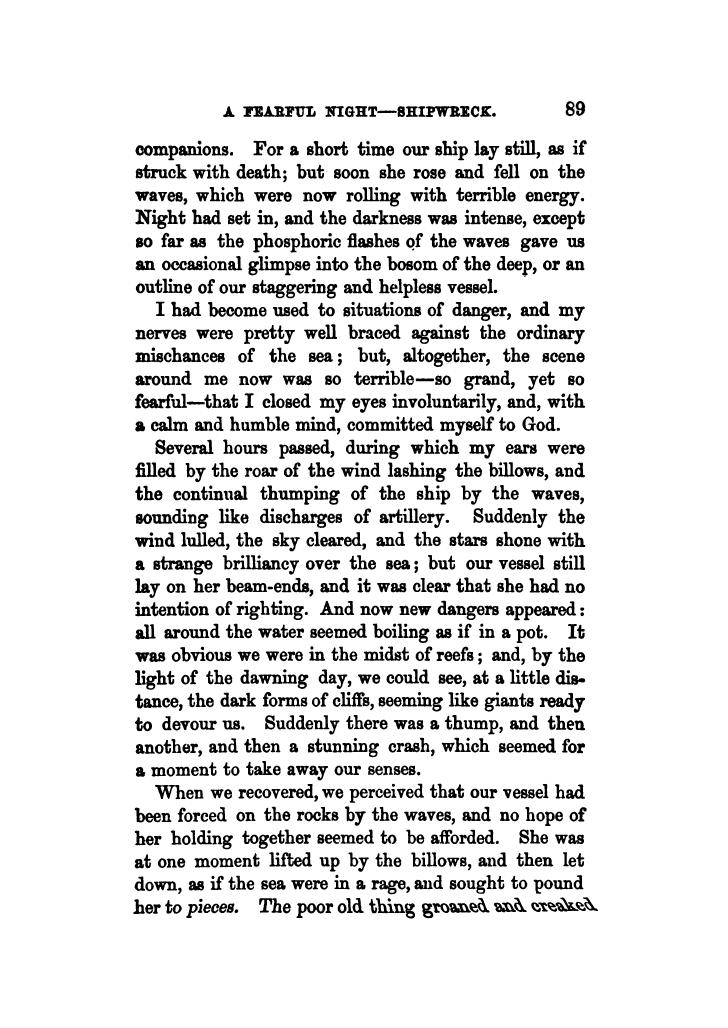 A FEARFUL NIGHT—SHIPWRECK. 89
companions. For a short time our ship lay still, as if
struck with death; but soon she rose and fell on the
waves, which were now rolling with terrible energy.
Night had set in, and the darkness was intense, except
so far as the phosphoric flashes of the waves gave us
an occasional glimpse into the bosom of the deep, or an
outline of our staggering and helpless vessel.
I had become used to situations of danger, and my
nerves were pretty well braced against the ordinary
mischances of the sea; but, altogether, the scene
around me now was so terrible—so grand, yet so
fearful—that I closed my eyes involuntarily, and, with
a calm and humble mind, committed myself to God.
Several hours passed, during which my ears were
filled by the roar of the wind lashing the billows, and
the continual thumping of the ship by the waves,
sounding like discharges of artillery. Suddenly the
wind lulled, the sky cleared, and the stars shone with
a strange brilliancy over the sea; but our vessel still
lay on her beam-ends, and it was clear that she had no
intention of righting. And now new dangers appeared:
all around the water seemed boiling as if in a pot. It
was obvious we were in the midst of reefs; and, by the
light of the dawning day, we could see, at a little dis-
tance, the dark forms of cliffs, seeming like giants ready
to devour us. Suddenly there was a thump, and then
another, and then a stunning crash, which seemed for
a moment to take away our senses.
When we recovered, we perceived that our vessel had
been forced on the rocks by the waves, and no hope of
her holding together seemed to be afforded. She was
at one moment lifted up by the billows, and then let
down, as if the sea were in a rage, and sought to pound
her to pieces. The poor old thing groaned and creaked